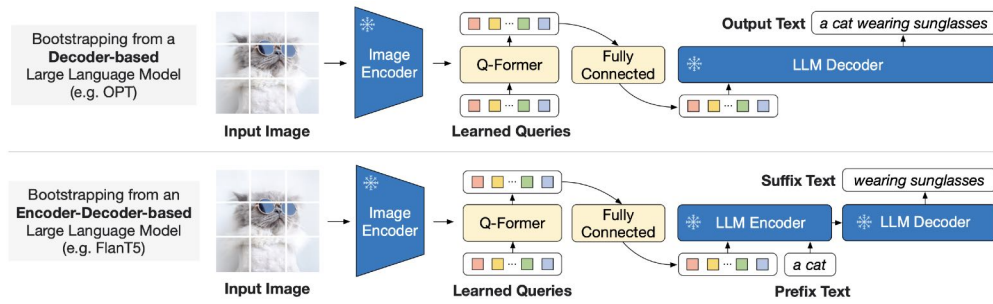 Bootstrapping from a
Decoder-based
Large Language Model
(e.g. OPT)
Input Image
Image
Encoder
Q-Former
Learned Queries
Fully
Connected
Output Text
a cat wearing sunglasses
LLM Decoder
Bootstrapping from an
Encoder-Decoder-based
Large Language Model
(e.g. FlanT5)
Input Image
Image
Encoder
Q-Former
Learned Queries
Fully
Connected
LLM Encoder
a cat
Prefix Text
Suffix Text
wearing sunglasses
LLM Decoder